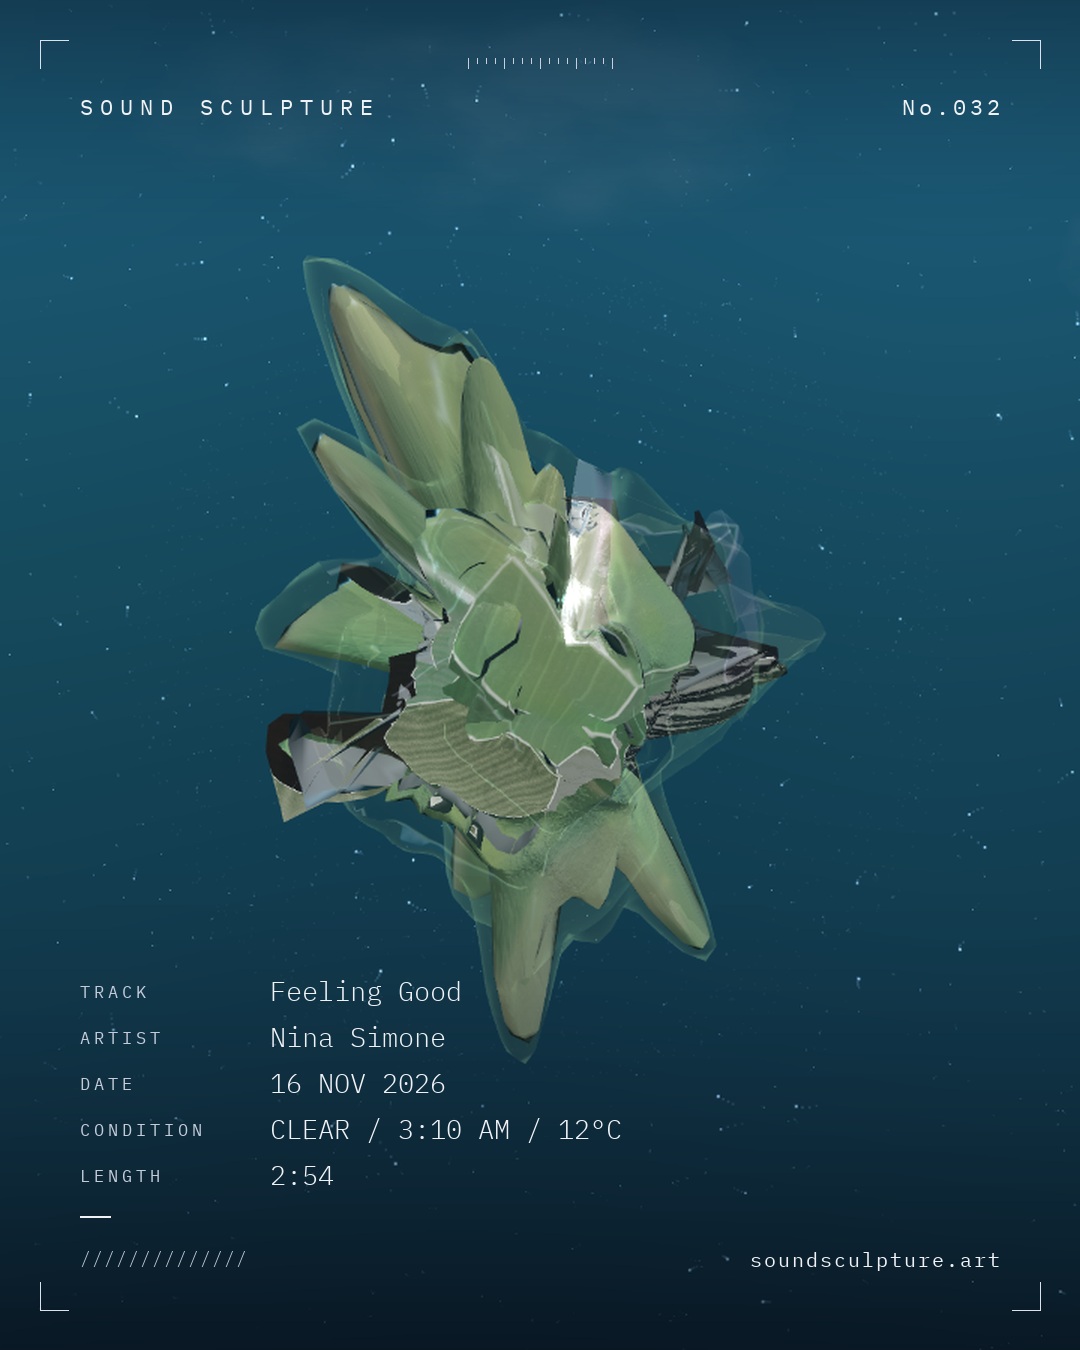 SOUND SCULPTURE No.032
TRACK Feeling Good
ARTIST Nina Simone
DATE 16 NOV 2026
CONDITION CLEAR / 3:10 AM / 12°C
LENGTH 2:54
////////////// soundsculpture.art